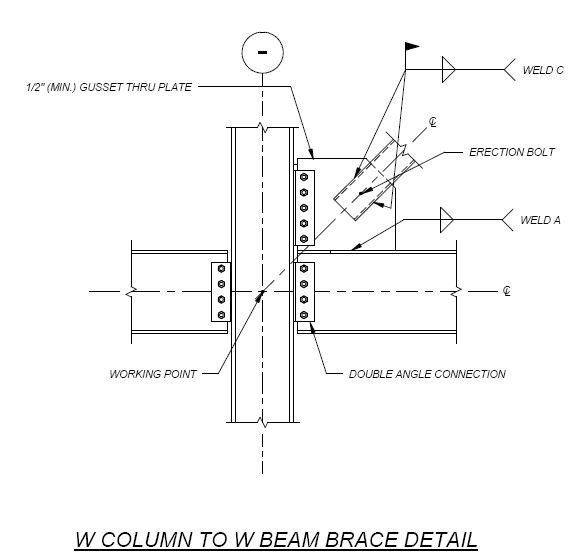 1/2" (MIN.) GUSSET THRU PLATE
WELD C
℄
ERECTION BOLT
WELD A
℄
WORKING POINT
DOUBLE ANGLE CONNECTION
W COLUMN TO W BEAM BRACE DETAIL